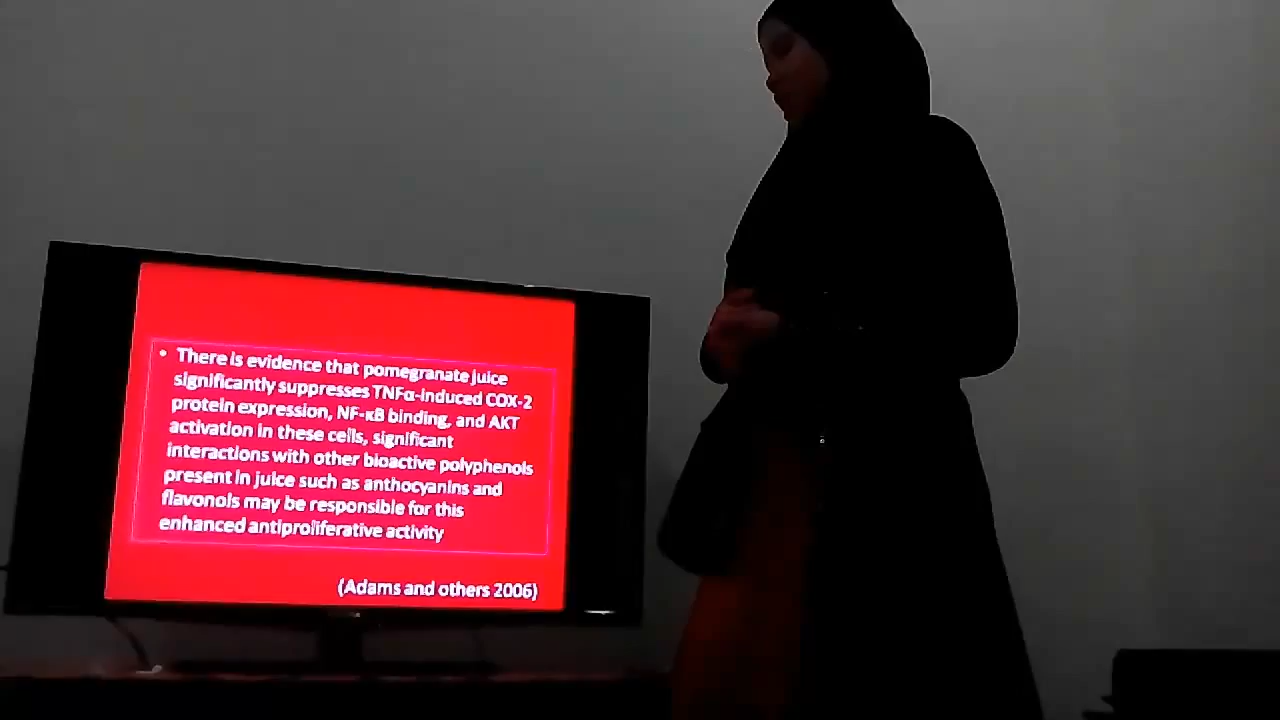 • There is evidence that pomegranate juice
significantly suppresses TNFα-induced COX-2
protein expression, NF-κB binding, and AKT
activation in these cells, significant
interactions with other bioactive polyphenols
present in juice such as anthocyanins and
flavonols may be responsible for this
enhanced antiproliferative activity
(Adams and others 2006)